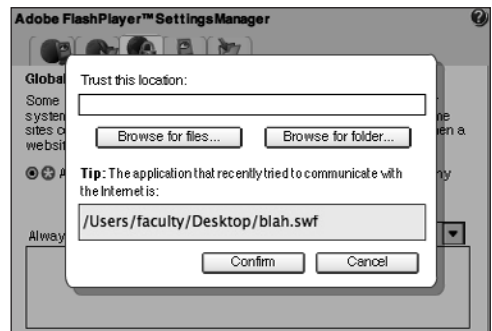 Adobe FlashPlayer™ Settings Manager
Global
Trust this location:
Some
system
sites
websit
Browse for files...
Browse for folder...
en a
Tip: The application that recently tried to communicate with
the Internet is:
ny
/Users/faculty/Desktop/blah.swf
Alway
Confirm
Cancel